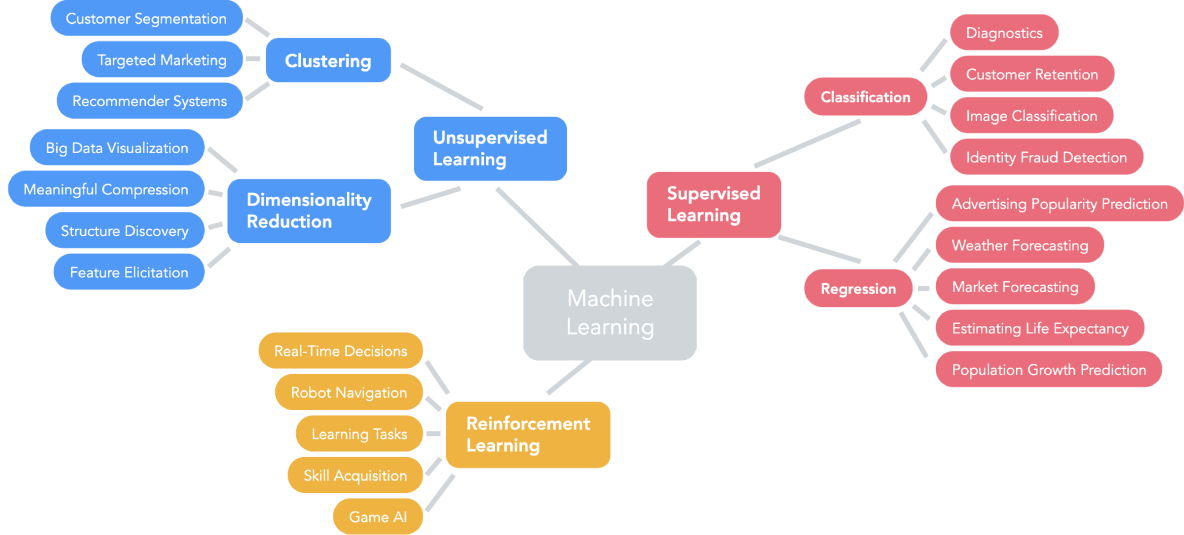 Customer Segmentation
Targeted Marketing
Recommender Systems
Clustering
Big Data Visualization
Meaningful Compression
Structure Discovery
Feature Elicitation
Dimensionality
Reduction
Unsupervised
Learning
Machine
Learning
Supervised
Learning
Classification
Diagnostics
Customer Retention
Image Classification
Identity Fraud Detection
Regression
Advertising Popularity Prediction
Weather Forecasting
Market Forecasting
Estimating Life Expectancy
Population Growth Prediction
Real-Time Decisions
Robot Navigation
Learning Tasks
Skill Acquisition
Game AI
Reinforcement
Learning